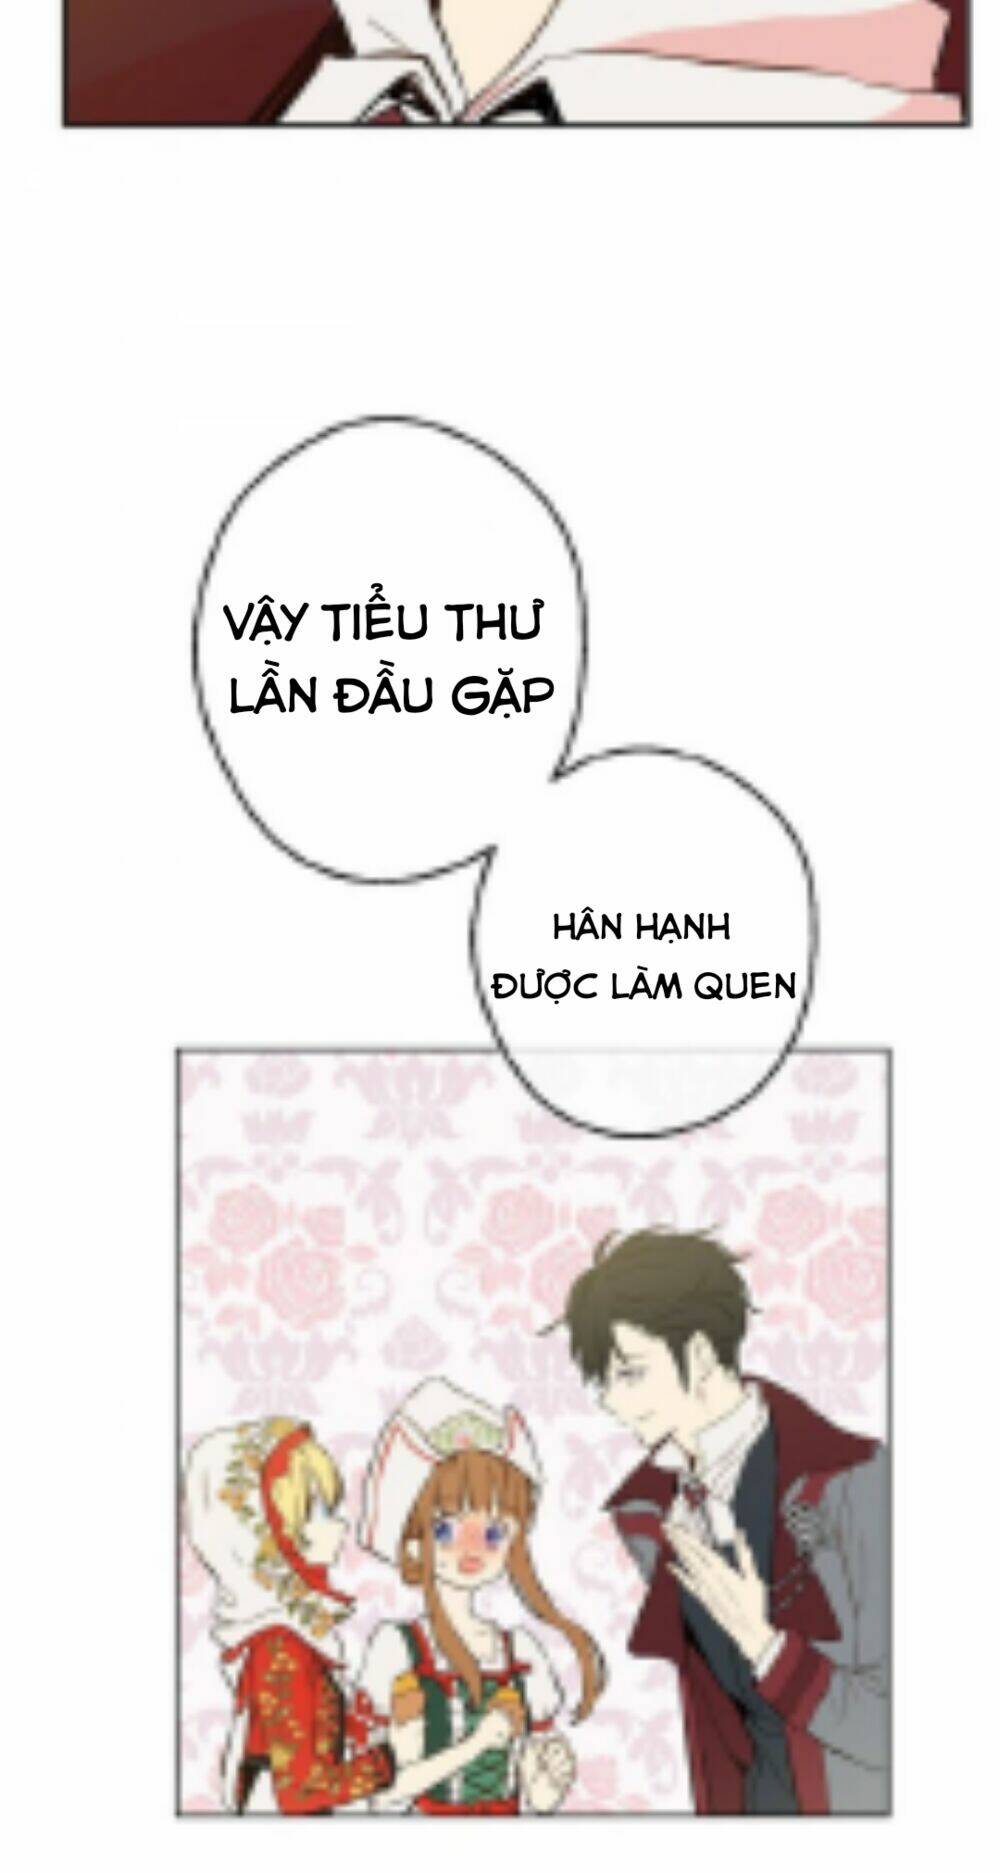 VẬY TIỂU THƯ
LẦN ĐẦU GẶP
HÂN HẠNH
ĐƯỢC LÀM QUEN